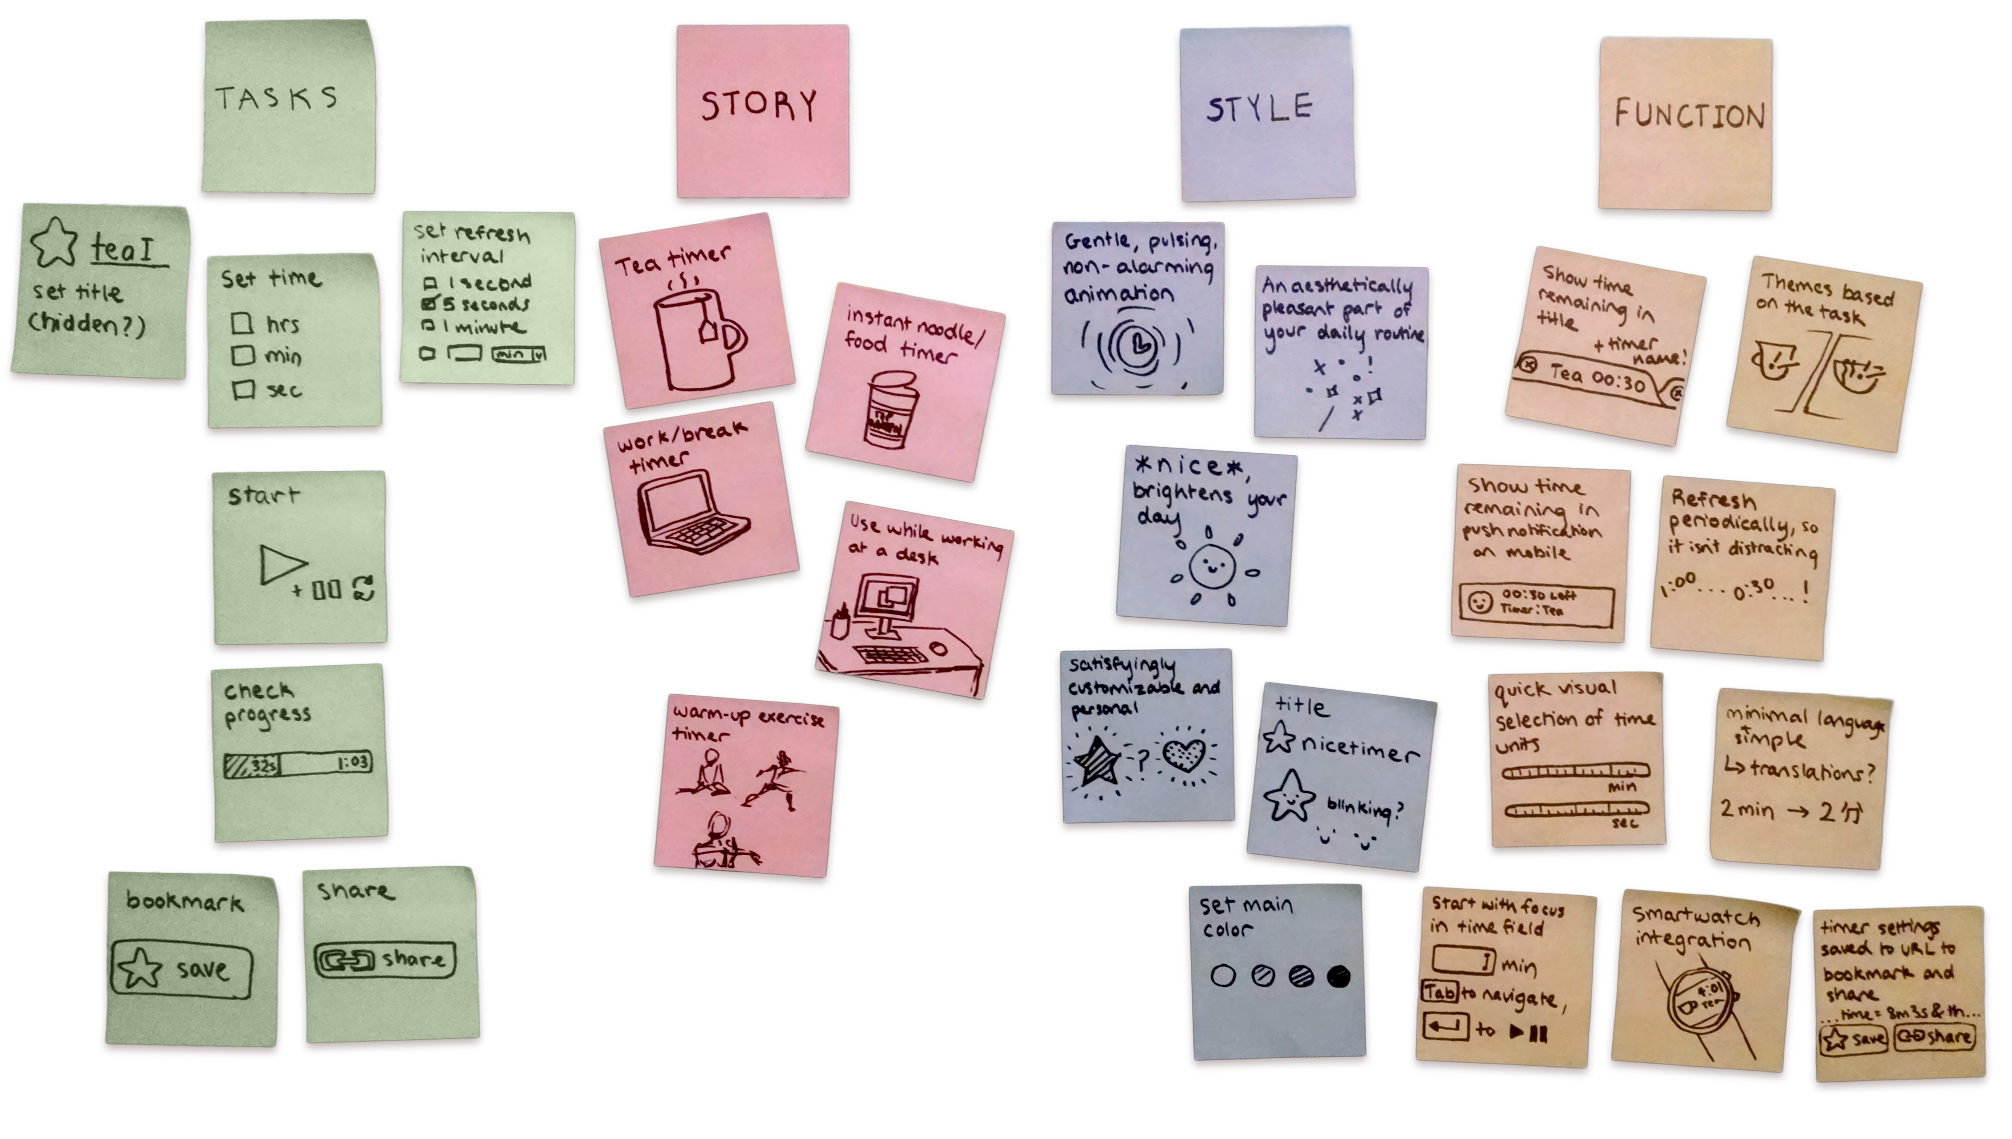 TASKS
tea
set title
(hidden?)
Set time
hrs
min
sec
set refresh
interval
1 second
5 seconds
1 minute
min
start
+
check
progress
32s 1:03
bookmark
save
share
share
STORY
Tea timer
instant noodle/
food timer
work/break
timer
Use while working
at a desk
warm-up exercise
timer
STYLE
Gentle, pulsing,
non-alarming
animation
An aesthetically
pleasant part of
your daily routine
*nice*,
brightens your
day
satisfyingly
customizable and
personal
?
title
nicetimer
blinking?
set main
color
FUNCTION
Show time
remaining in
title
+ timer
name!
Tea 00:30
Themes based
on the task
Show time
remaining in
push notification
on mobile
00:30 Left
Timer: Tea
Refresh
periodically, so
it isn't distracting
1:00... 0:30...!
quick visual
selection of time
units
min
sec
minimal language
+
simple
↳ translations?
2 min → 2分
Start with focus
in time field
min
Tab to navigate,
↵ to ▶⏸
smartwatch
integration
4:01
Tea
timer settings
saved to URL to
bookmark and
share
...time=8m3s&th...
save share